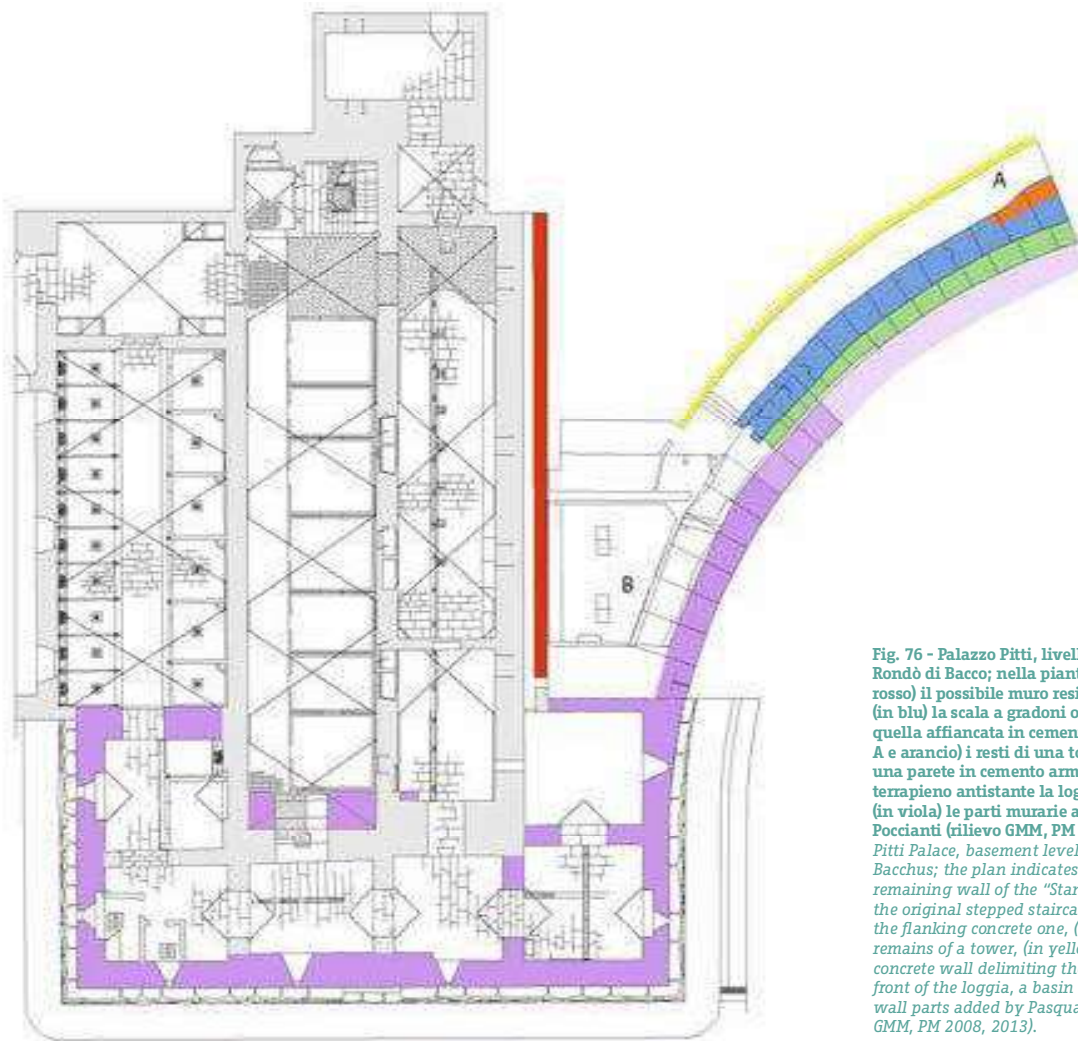 A
B
Fig. 76 - Palazzo Pitti, livell
Rondò di Bacco; nella piant
rosso) il possibile muro resi
(in blu) la scala a gradoni o
quella affiancata in cemen
A e arancio) i resti di una to
una parete in cemento arm
terrapieno antistante la log
(in viola) le parti murarie a
Poccianti (rilievo GMM, PM
Pitti Palace, basement level
Bacchus; the plan indicates
remaining wall of the “Stan
the original stepped stairca
the flanking concrete one, (
remains of a tower, (in yello
concrete wall delimiting th
front of the loggia, a basin
wall parts added by Pasqua
GMM, PM 2008, 2013).